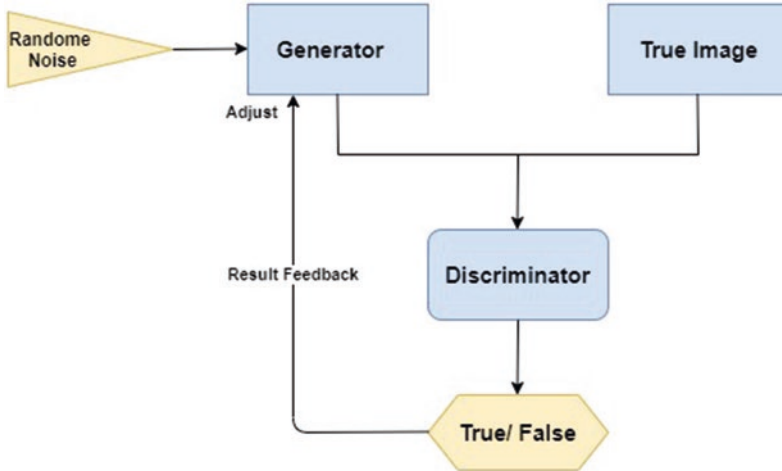 Randome
Noise
Generator
True Image
Adjust
Result Feedback
Discriminator
True/ False